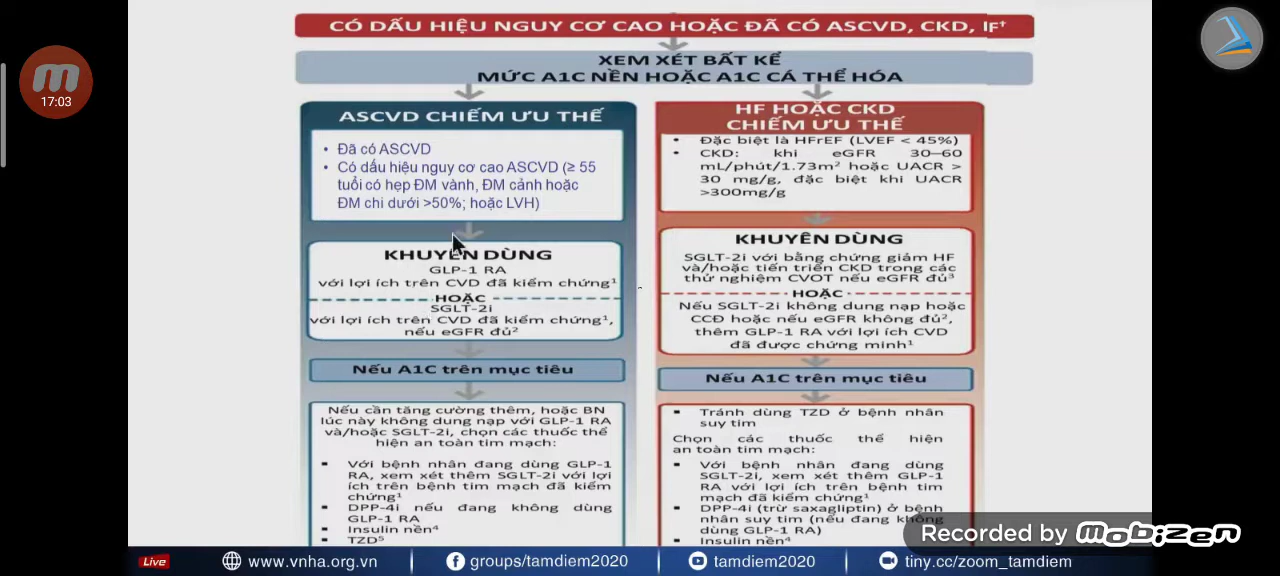 CÓ DẤU HIỆU NGUY CƠ CAO HOẶC ĐÃ CÓ ASCVD, CKD, IF†
XEM XÉT BẤT KỂ
MỨC A1C NỀN HOẶC A1C CÁ THỂ HÓA
17:03
ASCVD CHIẾM ƯU THẾ
• Đã có ASCVD
• Có dấu hiệu nguy cơ cao ASCVD (≥ 55
tuổi có hẹp ĐM vành, ĐM cảnh hoặc
ĐM chi dưới >50%; hoặc LVH)
KHUYÊN DÙNG
GLP-1 RA
với lợi ích trên CVD đã kiểm chứng¹
HOẶC
SGLT-2i
với lợi ích trên CVD đã kiểm chứng¹,
nếu eGFR đủ²
Nếu A1C trên mục tiêu
Nếu cần tăng cường thêm, hoặc BN
lúc này không dung nạp với GLP-1 RA
và/hoặc SGLT-2i, chọn các thuốc thể
hiện an toàn tim mạch:
▪ Với bệnh nhân đang dùng GLP-1
RA, xem xét thêm SGLT-2i với lợi
ích trên bệnh tim mạch đã kiểm
chứng¹
▪ DPP-4i nếu đang không dùng
GLP-1 RA
▪ Insulin nền⁴
▪ TZD⁵
HF HOẶC CKD
CHIẾM ƯU THẾ
• Đặc biệt là HFrEF (LVEF < 45%)
• CKD: khi eGFR 30–60
mL/phút/1.73m² hoặc UACR >
30 mg/g, đặc biệt khi UACR
>300mg/g
KHUYÊN DÙNG
SGLT-2i với bằng chứng giảm HF
và/hoặc tiến triển CKD trong các
thử nghiệm CVOT nếu eGFR đủ³
HOẶC
Nếu SGLT-2i không dung nạp hoặc
CCĐ hoặc nếu eGFR không đủ²,
thêm GLP-1 RA với lợi ích CVD
đã được chứng minh¹
Nếu A1C trên mục tiêu
▪ Tránh dùng TZD ở bệnh nhân
suy tim
Chọn các thuốc thể hiện
an toàn tim mạch:
▪ Với bệnh nhân đang dùng
SGLT-2i, xem xét thêm GLP-1
RA với lợi ích trên bệnh tim
mạch đã kiểm chứng¹
▪ DPP-4i (trừ saxagliptin) ở bệnh
nhân suy tim (nếu đang không
dùng GLP-1 RA)
▪ Insulin nền⁴
Recorded by mobizen
Live www.vnha.org.vn groups/tamdiem2020 tamdiem2020 tiny.cc/zoom_tamdiem